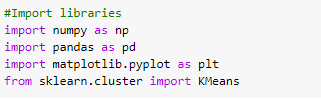 #Import libraries
import numpy as np
import pandas as pd
import matplotlib.pyplot as plt
from sklearn.cluster import KMeans